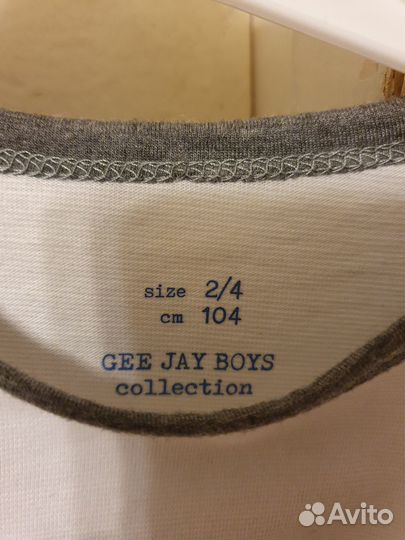 size 2/4
cm 104
GEE JAY BOYS
collection
Avito